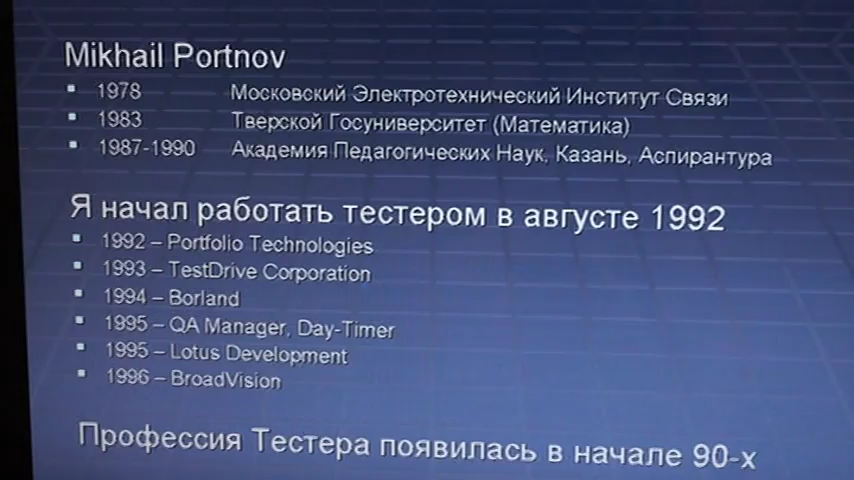 Mikhail Portnov
1978 Московский Электротехнический Институт Связи
1983 Тверской Госуниверситет (Математика)
1987-1990 Академия Педагогических Наук, Казань, Аспирантура
Я начал работать тестером в августе 1992
1992 – Portfolio Technologies
1993 – TestDrive Corporation
1994 – Borland
1995 – QA Manager, Day-Timer
1995 – Lotus Development
1996 – BroadVision
Профессия Тестера появилась в начале 90-х